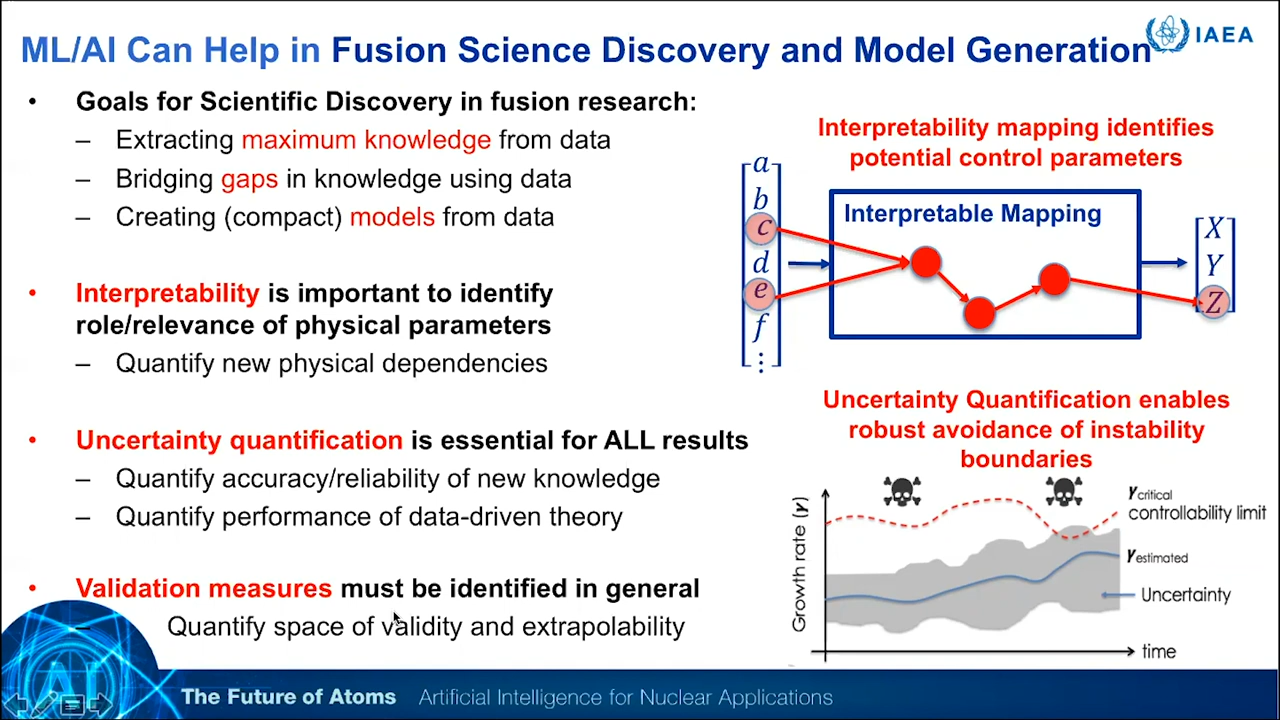 ML/AI Can Help in Fusion Science Discovery and Model Generation
IAEA
• Goals for Scientific Discovery in fusion research:
– Extracting maximum knowledge from data
– Bridging gaps in knowledge using data
– Creating (compact) models from data
• Interpretability is important to identify
role/relevance of physical parameters
– Quantify new physical dependencies
• Uncertainty quantification is essential for ALL results
– Quantify accuracy/reliability of new knowledge
– Quantify performance of data-driven theory
• Validation measures must be identified in general
– Quantify space of validity and extrapolability
Interpretability mapping identifies
potential control parameters
a
b
c
d
e
f
⋮
Interpretable Mapping
X
Y
Z
Uncertainty Quantification enables
robust avoidance of instability
boundaries
Growth rate (γ)
γcritical
controllability limit
γestimated
Uncertainty
time
AI
The Future of Atoms Artificial Intelligence for Nuclear Applications